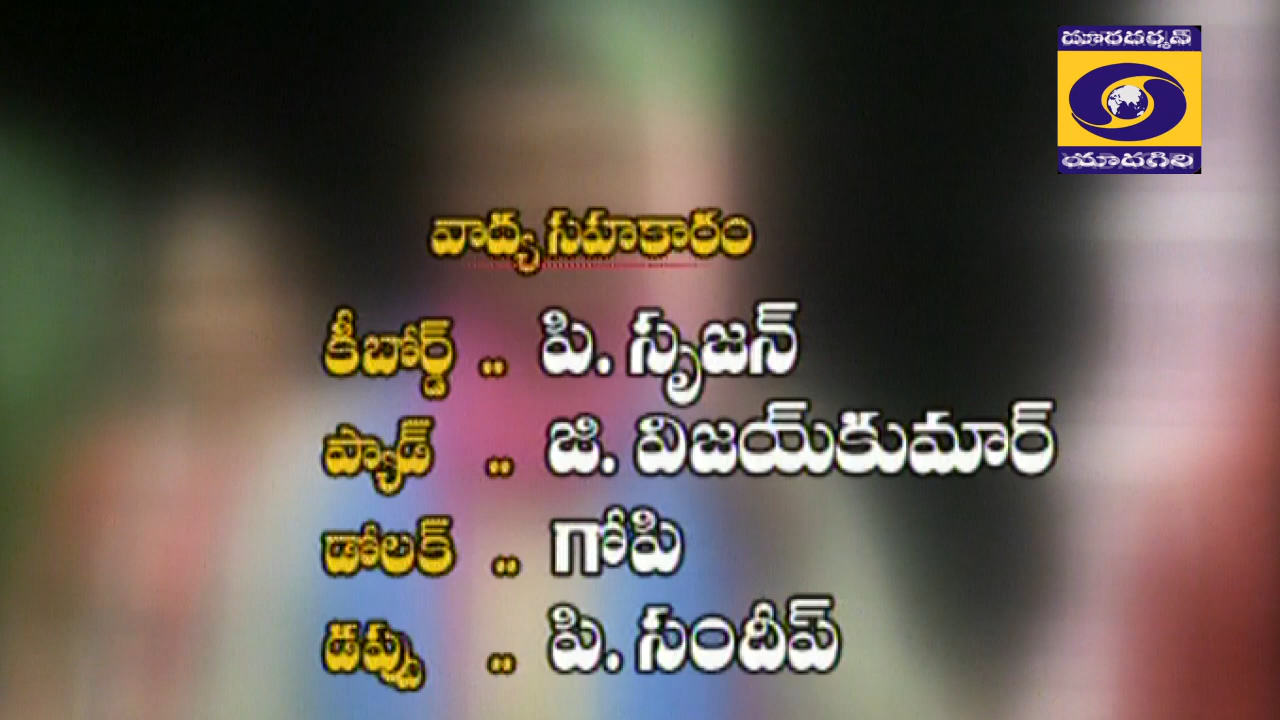 దూరదర్శన్
యాదగిరి
వాద్య సహకారం
కీబోర్డ్ .. పి. సృజన్
ప్యాడ్ .. జి. విజయ్‌కుమార్
డోలక్ .. గోపి
డప్పు .. పి. సందీప్